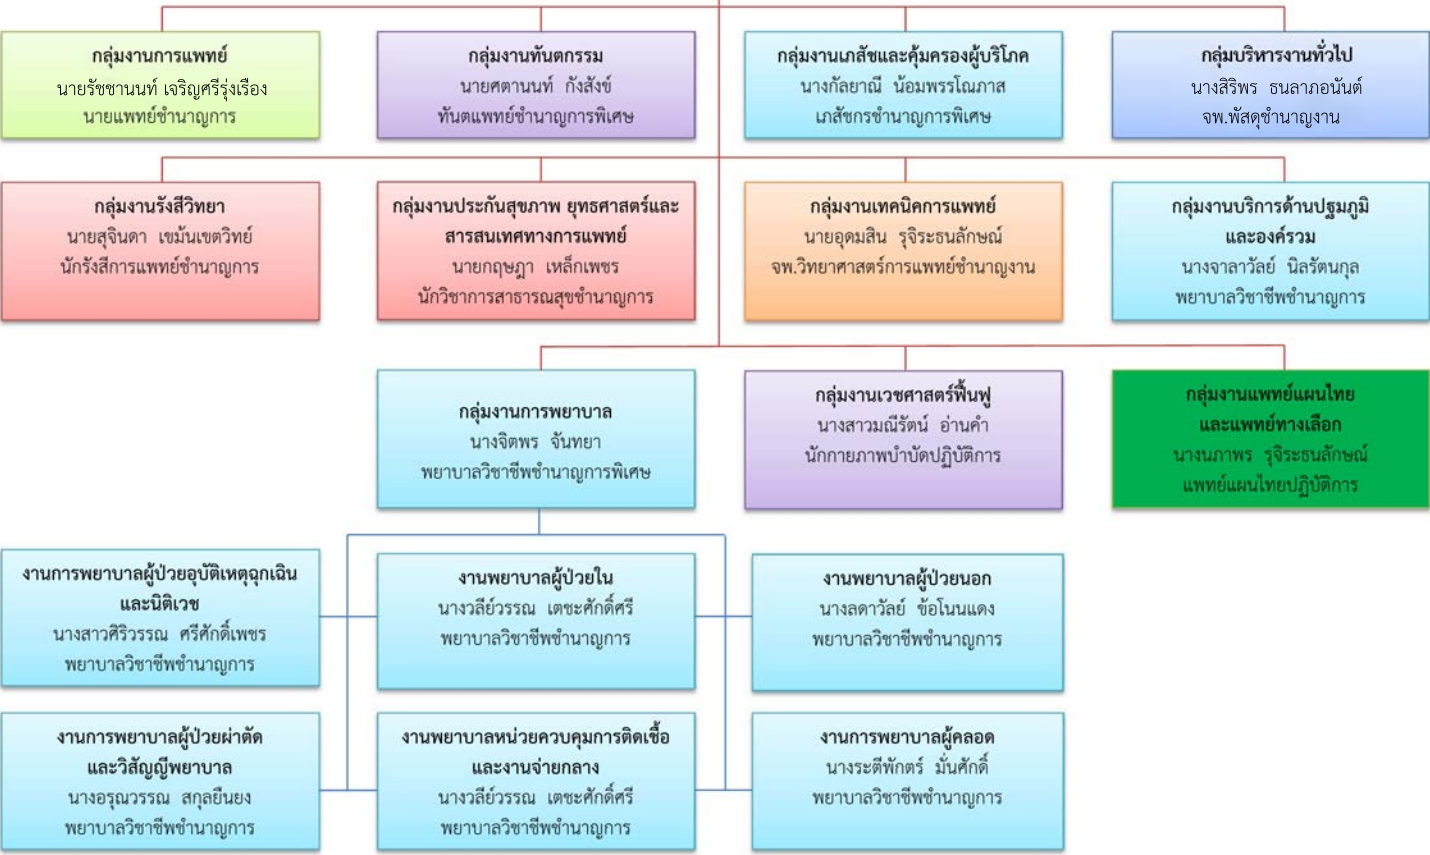 กลุ่มงานการแพทย์
นายรัชชานนท์ เจริญศรีรุ่งเรือง
นายแพทย์ชำนาญการ
กลุ่มงานทันตกรรม
นายศตานนท์ กังสังข์
ทันตแพทย์ชำนาญการพิเศษ
กลุ่มงานเภสัชและคุ้มครองผู้บริโภค
นางกัลยาณี น้อมพรรโณภาส
เภสัชกรชำนาญการพิเศษ
กลุ่มบริหารงานทั่วไป
นางสิริพร ธนลาภอนันต์
จพ.พัสดุชำนาญงาน
กลุ่มงานรังสีวิทยา
นายสุจินดา เขม้นเขตวิทย์
นักรังสีการแพทย์ชำนาญการ
กลุ่มงานประกันสุขภาพ ยุทธศาสตร์และ
สารสนเทศทางการแพทย์
นายกฤษฎา เหล็กเพชร
นักวิชาการสาธารณสุขชำนาญการ
กลุ่มงานเทคนิคการแพทย์
นายอุดมสิน รุจิระธนลักษณ์
จพ.วิทยาศาสตร์การแพทย์ชำนาญงาน
กลุ่มงานบริการด้านปฐมภูมิ
และองค์รวม
นางจาลาวัลย์ นิลรัตนกุล
พยาบาลวิชาชีพชำนาญการ
กลุ่มงานการพยาบาล
นางจิตพร จันทยา
พยาบาลวิชาชีพชำนาญการพิเศษ
กลุ่มงานเวชศาสตร์ฟื้นฟู
นางสาวมณีรัตน์ อ่านคำ
นักกายภาพบำบัดปฏิบัติการ
กลุ่มงานแพทย์แผนไทย
และแพทย์ทางเลือก
นางนภาพร รุจิระธนลักษณ์
แพทย์แผนไทยปฏิบัติการ
งานการพยาบาลผู้ป่วยอุบัติเหตุฉุกเฉิน
และนิติเวช
นางสาวศิริวรรณ ศรีศักดิ์เพชร
พยาบาลวิชาชีพชำนาญการ
งานพยาบาลผู้ป่วยใน
นางวลีย์วรรณ เตชะศักดิ์ศรี
พยาบาลวิชาชีพชำนาญการ
งานพยาบาลผู้ป่วยนอก
นางลดาวัลย์ ข้อโนนแดง
พยาบาลวิชาชีพชำนาญการ
งานการพยาบาลผู้ป่วยผ่าตัด
และวิสัญญีพยาบาล
นางอรุณวรรณ สกุลยืนยง
พยาบาลวิชาชีพชำนาญการ
งานพยาบาลหน่วยควบคุมการติดเชื้อ
และงานจ่ายกลาง
นางวลีย์วรรณ เตชะศักดิ์ศรี
พยาบาลวิชาชีพชำนาญการ
งานการพยาบาลผู้คลอด
นางระตีพักตร์ มั่นศักดิ์
พยาบาลวิชาชีพชำนาญการ